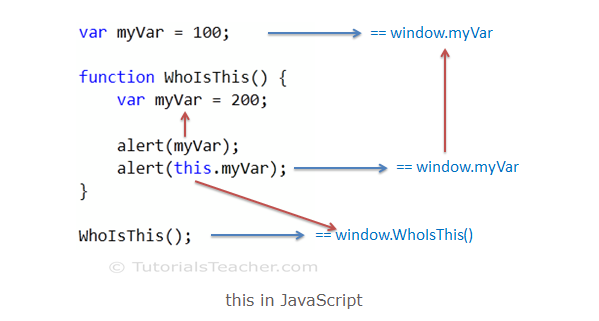 var myVar = 100; == window.myVar
function WhoIsThis() {
var myVar = 200;
alert(myVar);
alert(this.myVar); == window.myVar
}
WhoIsThis(); == window.WhoIsThis()
© TutorialsTeacher.com
this in JavaScript